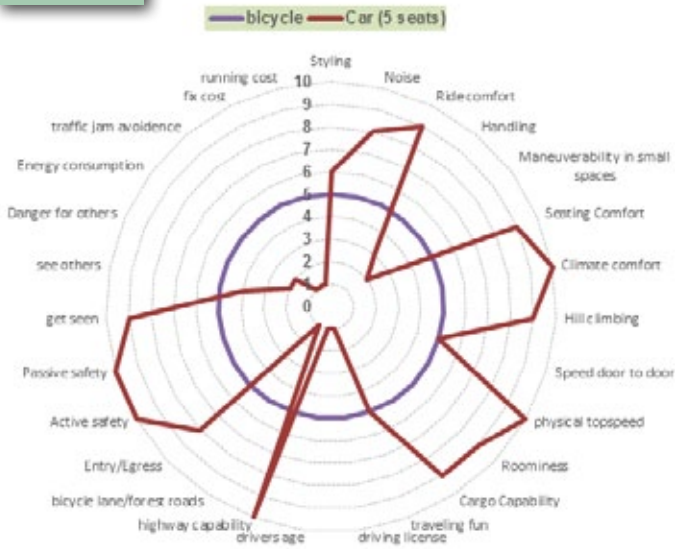 bicycle Car (5 seats)
Styling
Noise
Ride comfort
Handling
Maneuverability in small
spaces
Seating Comfort
Climate comfort
Hill climbing
Speed door to door
physical topspeed
Roominess
Cargo Capability
traveling fun
driving license
drivers age
highway capability
bicycle lane/forest roads
Entry/Egress
Active safety
Passive safety
get seen
see others
Danger for others
Energy consumption
traffic jam avoidence
fix cost
running cost
10
9
8
7
6
5
4
3
2
1
0